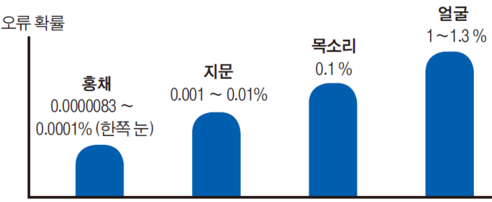 오류 확률
홍채
0.0000083 ~
0.0001% (한쪽 눈)
지문
0.001 ~ 0.01%
목소리
0.1 %
얼굴
1~1.3 %